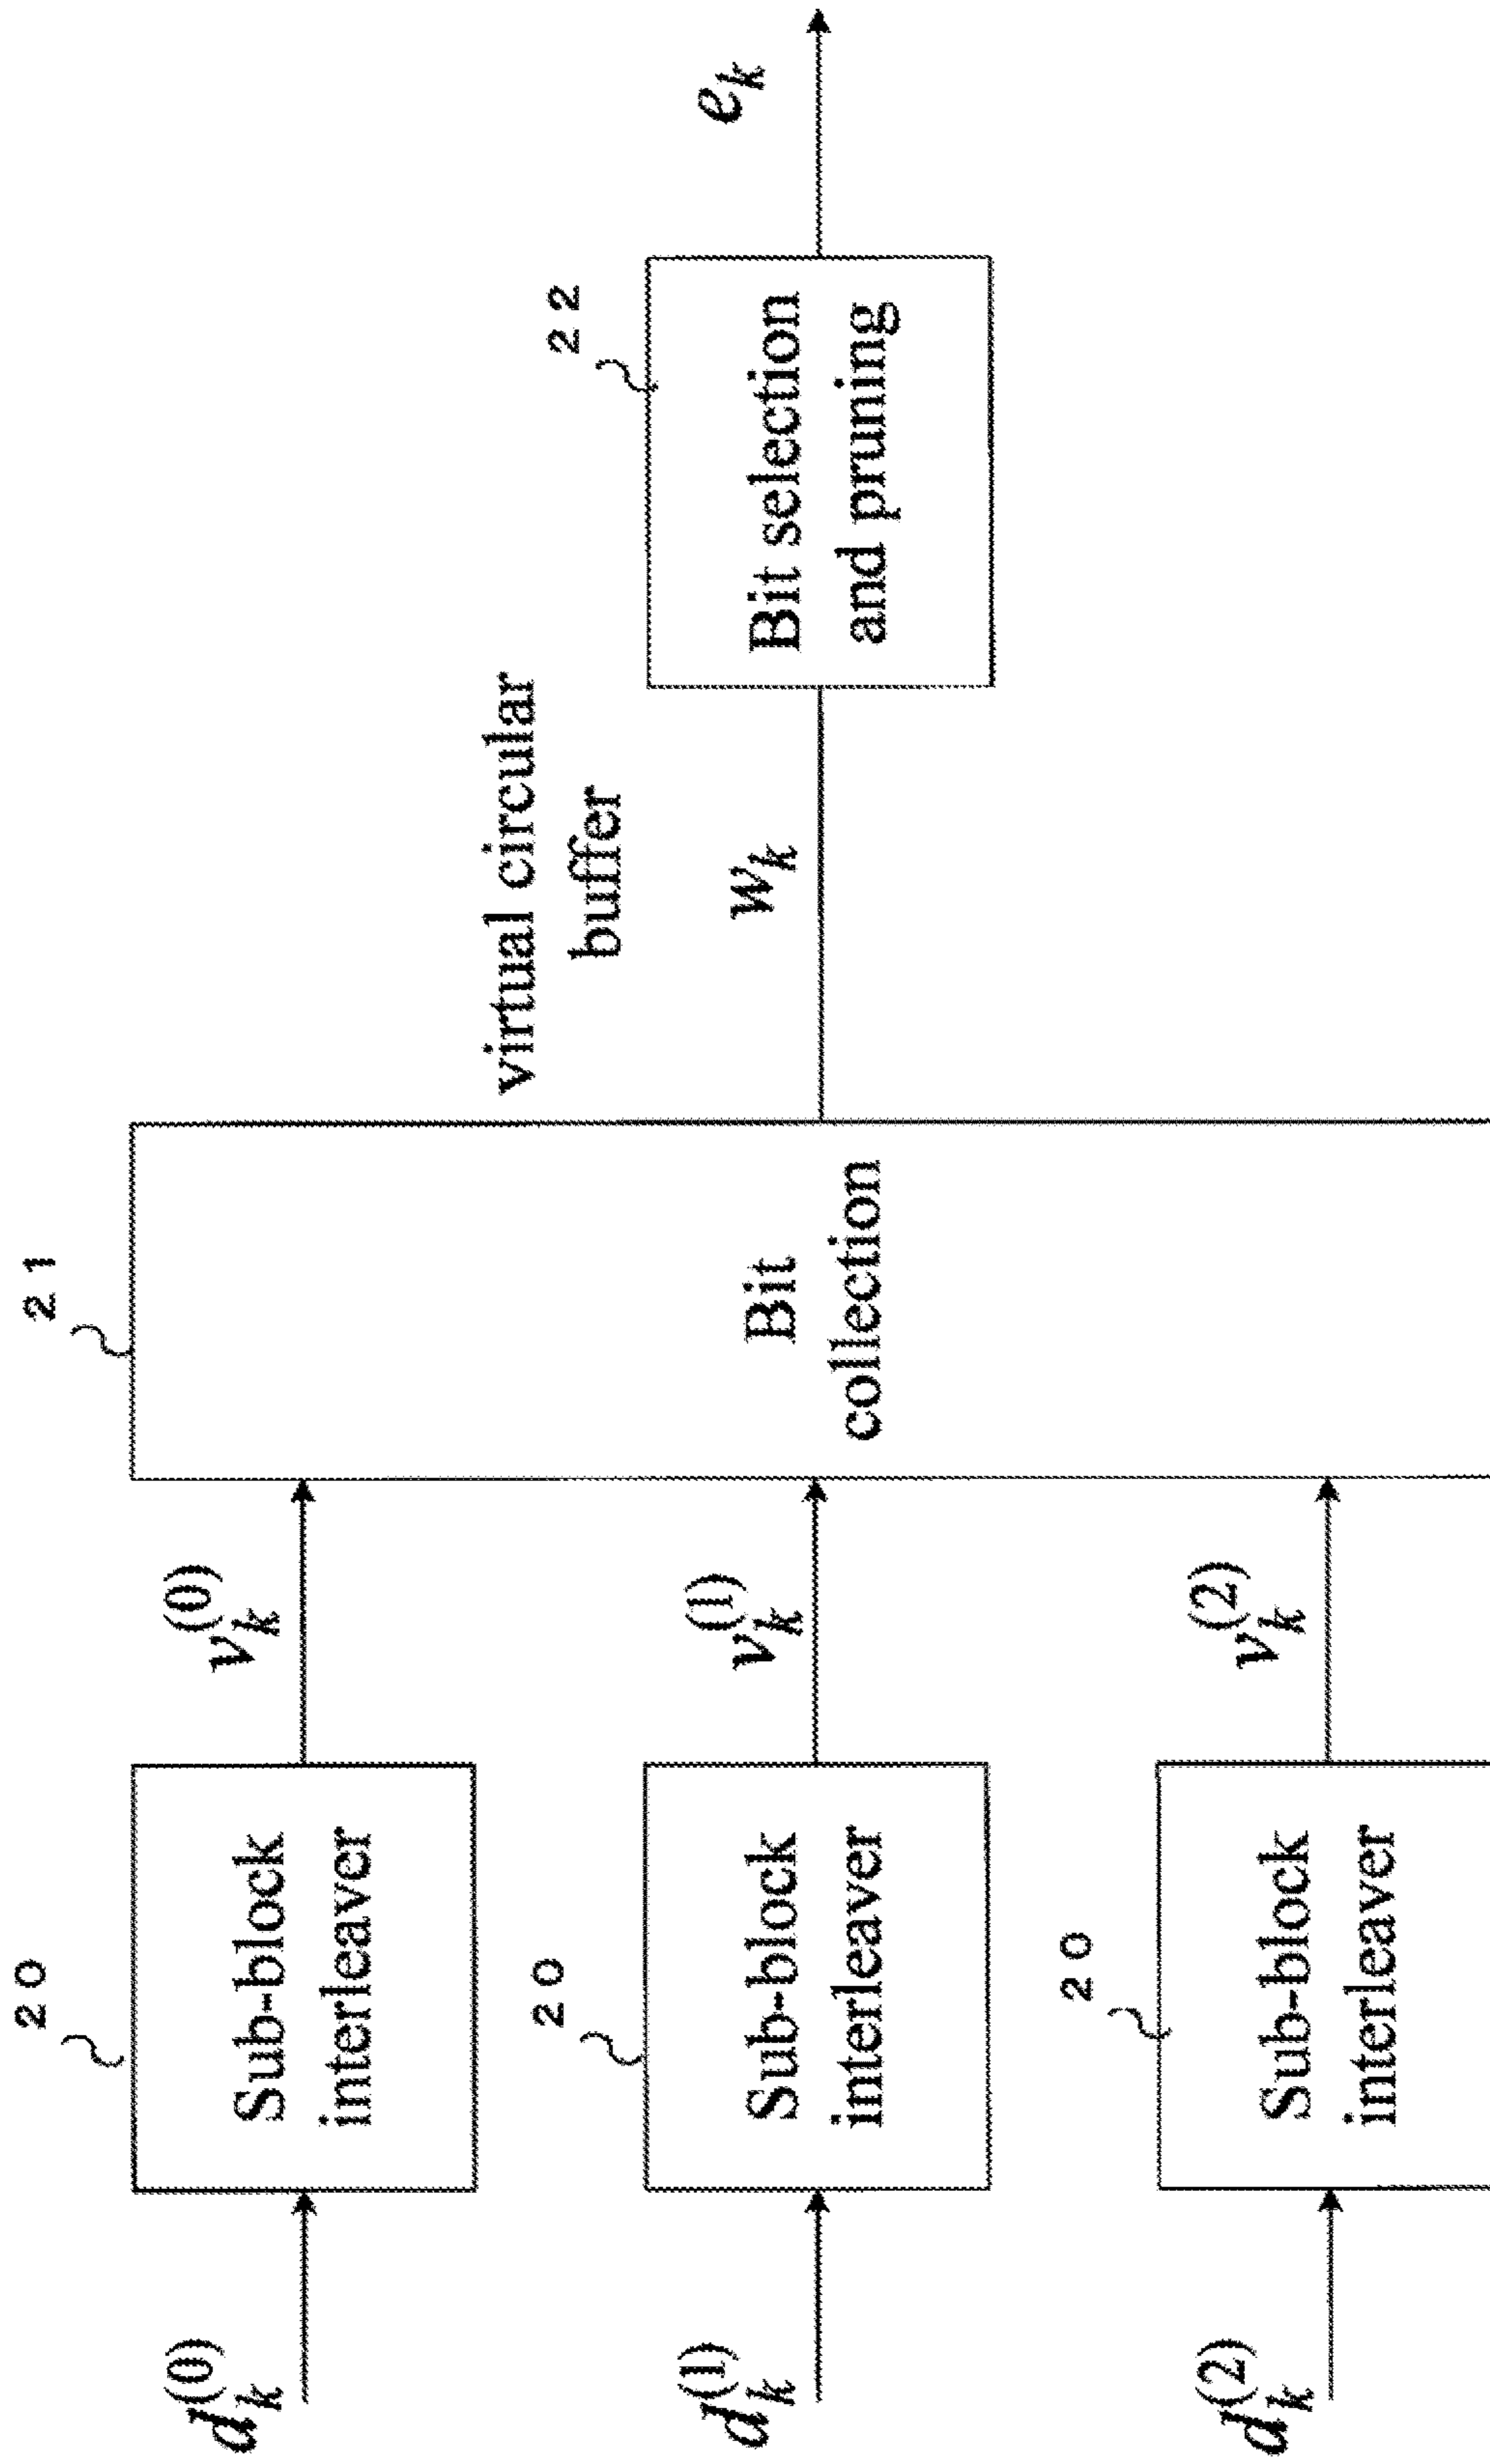 20
d_k^(0)
Sub-block
interleaver
v_k^(0)
20
d_k^(1)
Sub-block
interleaver
v_k^(1)
20
d_k^(2)
Sub-block
interleaver
v_k^(2)
21
Bit
collection
virtual circular
buffer
w_k
22
Bit selection
and pruning
e_k